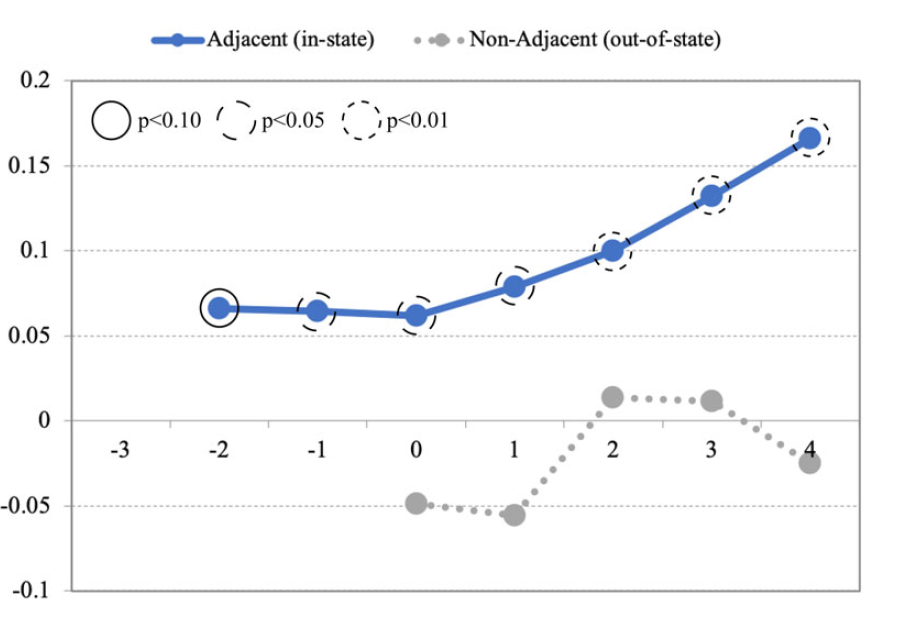 Adjacent (in-state) Non-Adjacent (out-of-state)
0.2
p<0.10 p<0.05 p<0.01
0.15
0.1
0.05
0
-3 -2 -1 0 1 2 3 4
-0.05
-0.1